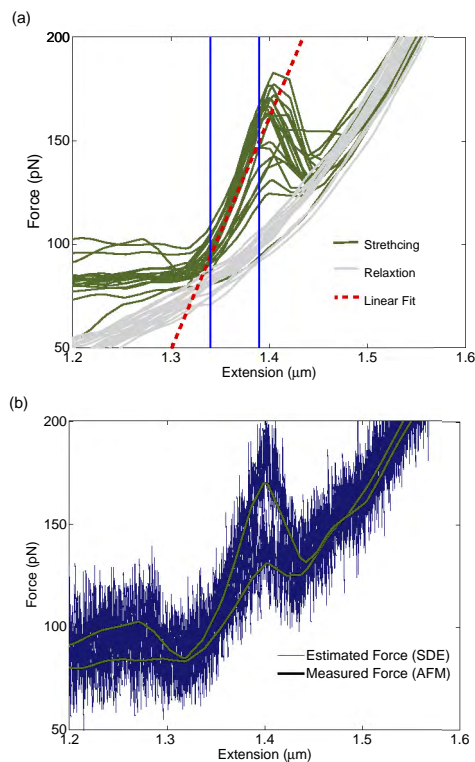 (a)
200
150
100
50
Force (pN)
Strethcing
Relaxtion
Linear Fit
1.2 1.3 1.4 1.5 1.6
Extension (μm)
(b)
200
150
100
50
Force (pN)
Estimated Force (SDE)
Measured Force (AFM)
1.2 1.3 1.4 1.5 1.6
Extension (μm)